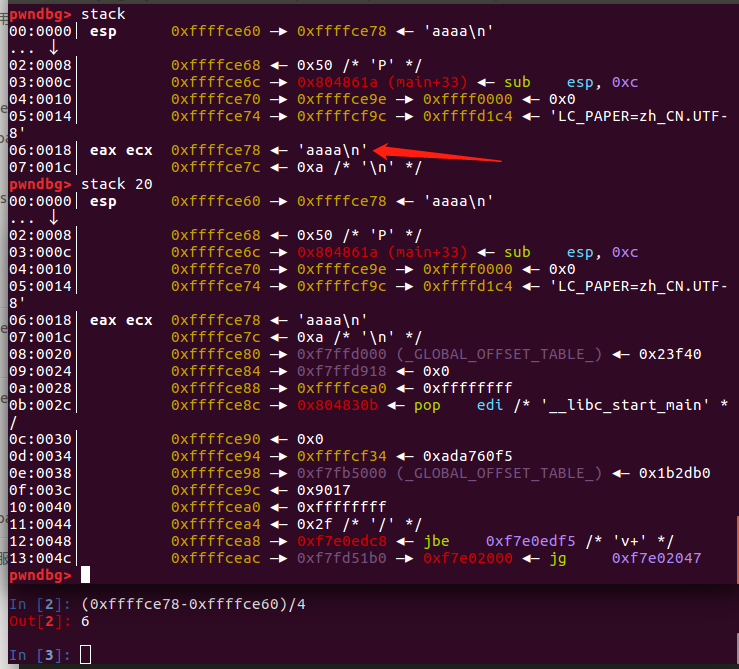 pwndbg> stack
00:0000│ esp 0xffffce60 —▸ 0xffffce78 ◂— 'aaaa\n'
... ↓
02:0008│ 0xffffce68 ◂— 0x50 /* 'P' */
03:000c│ 0xffffce6c —▸ 0x804861a (main+33) ◂— sub esp, 0xc
04:0010│ 0xffffce70 —▸ 0xffffce9e —▸ 0xffff0000 ◂— 0x0
05:0014│ 0xffffce74 —▸ 0xffffcf9c —▸ 0xffffd1c4 ◂— 'LC_PAPER=zh_CN.UTF-
8'
06:0018│ eax ecx 0xffffce78 ◂— 'aaaa\n'
07:001c│ 0xffffce7c ◂— 0xa /* '\n' */
pwndbg> stack 20
00:0000│ esp 0xffffce60 —▸ 0xffffce78 ◂— 'aaaa\n'
... ↓
02:0008│ 0xffffce68 ◂— 0x50 /* 'P' */
03:000c│ 0xffffce6c —▸ 0x804861a (main+33) ◂— sub esp, 0xc
04:0010│ 0xffffce70 —▸ 0xffffce9e —▸ 0xffff0000 ◂— 0x0
05:0014│ 0xffffce74 —▸ 0xffffcf9c —▸ 0xffffd1c4 ◂— 'LC_PAPER=zh_CN.UTF-
8'
06:0018│ eax ecx 0xffffce78 ◂— 'aaaa\n'
07:001c│ 0xffffce7c ◂— 0xa /* '\n' */
08:0020│ 0xffffce80 —▸ 0xf7ffd000 (_GLOBAL_OFFSET_TABLE_) ◂— 0x23f40
09:0024│ 0xffffce84 —▸ 0xf7ffd918 ◂— 0x0
0a:0028│ 0xffffce88 —▸ 0xffffcea0 ◂— 0xffffffff
0b:002c│ 0xffffce8c —▸ 0x804830b ◂— pop edi /* '__libc_start_main' *
/
0c:0030│ 0xffffce90 ◂— 0x0
0d:0034│ 0xffffce94 —▸ 0xffffcf34 ◂— 0xada760f5
0e:0038│ 0xffffce98 —▸ 0xf7fb5000 (_GLOBAL_OFFSET_TABLE_) ◂— 0x1b2db0
0f:003c│ 0xffffce9c ◂— 0x9017
10:0040│ 0xffffcea0 ◂— 0xffffffff
11:0044│ 0xffffcea4 ◂— 0x2f /* '/' */
12:0048│ 0xffffcea8 —▸ 0xf7e0edc8 ◂— jbe 0xf7e0edf5 /* 'v+' */
13:004c│ 0xffffceac —▸ 0xf7fd51b0 —▸ 0xf7e02000 ◂— jg 0xf7e02047
pwndbg>
In [2]: (0xffffce78-0xffffce60)/4
Out[2]: 6
In [3]: